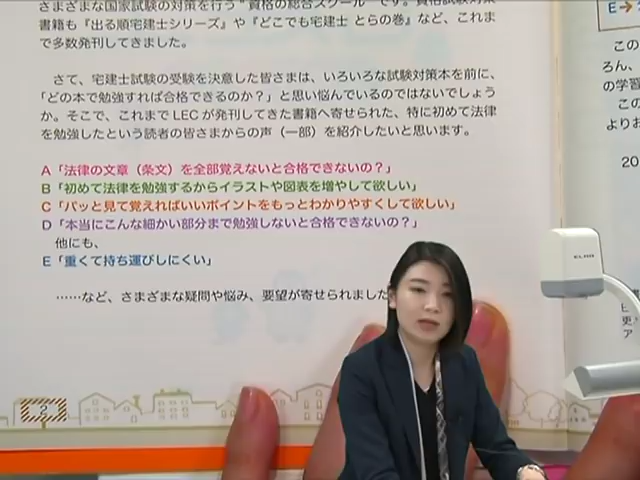 さまざまな国家試験の対策を行う"資格の総合スクール"です。資格試験対策
書籍も『出る順宅建士シリーズ』や『どこでも宅建士 とらの巻』など、これま
で多数発刊してきました。
さて、宅建士試験の受験を決意した皆さまは、いろいろな試験対策本を前に、
「どの本で勉強すれば合格できるのか？」と思い悩んでいるのではないでしょう
か。そこで、これまでLECが発刊してきた書籍へ寄せられた、特に初めて法律
を勉強したという読者の皆さまからの声（一部）を紹介したいと思います。
A「法律の文章（条文）を全部覚えないと合格できないの？」
B「初めて法律を勉強するからイラストや図表を増やして欲しい」
C「パッと見て覚えればいいポイントをもっとわかりやすくして欲しい」
D「本当にこんな細かい部分まで勉強しないと合格できないの？」
他にも、
E「重くて持ち運びしにくい」
……など、さまざまな疑問や悩み、要望が寄せられました
2
E→
この
ろん、
の学習
この
よりお
20
ELMO
E
更
ア